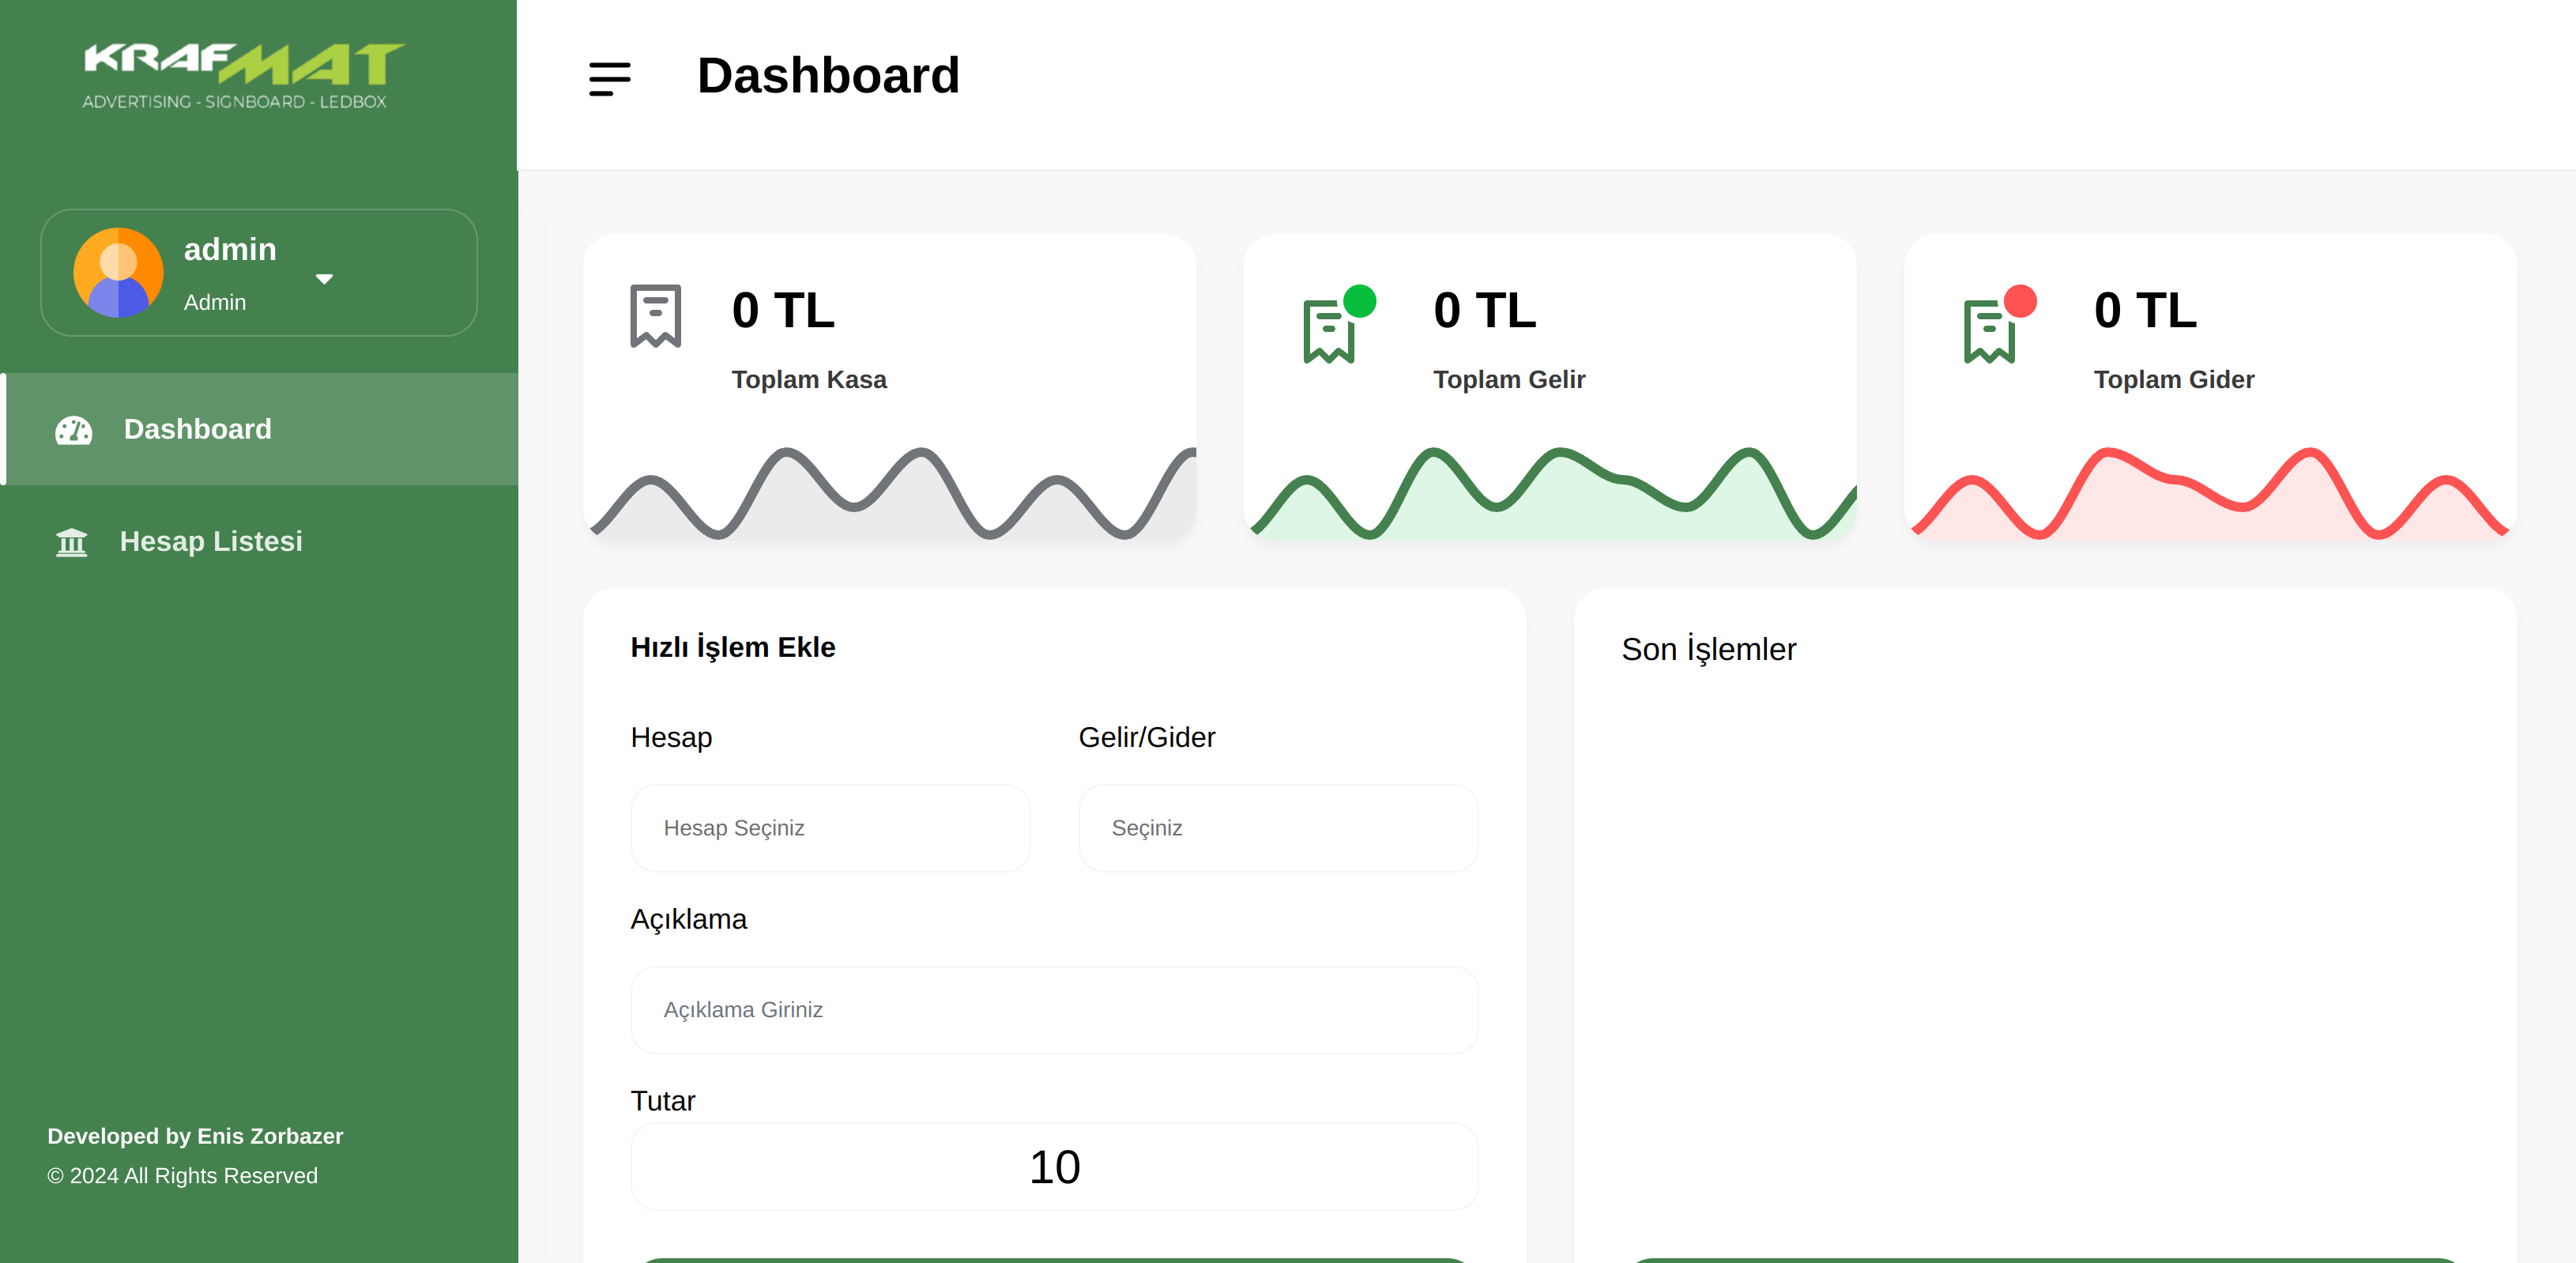 KRAFMAT
ADVERTISING - SIGNBOARD - LEDBOX
Dashboard
admin
Admin
Dashboard
Hesap Listesi
0 TL
Toplam Kasa
0 TL
Toplam Gelir
0 TL
Toplam Gider
Hızlı İşlem Ekle
Hesap
Gelir/Gider
Hesap Seçiniz
Seçiniz
Açıklama
Açıklama Giriniz
Tutar
10
Son İşlemler
Developed by Enis Zorbazer
© 2024 All Rights Reserved